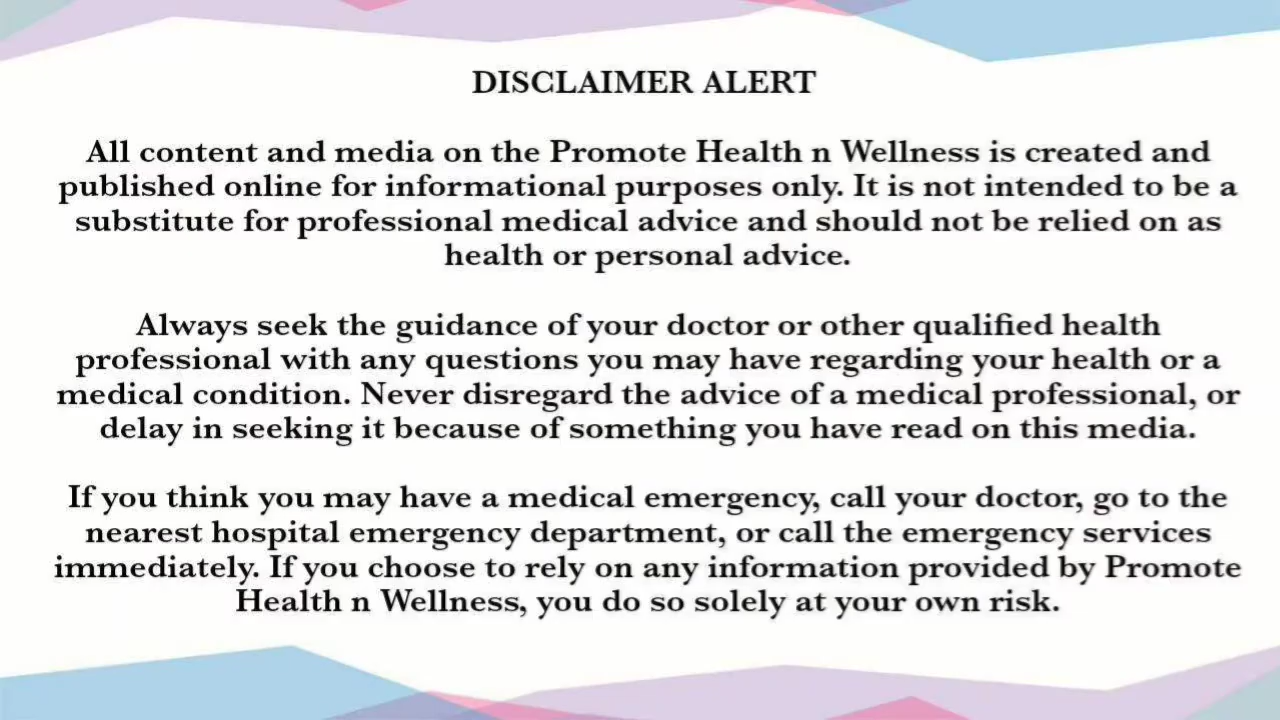 DISCLAIMER ALERT
All content and media on the Promote Health n Wellness is created and
published online for informational purposes only. It is not intended to be a
substitute for professional medical advice and should not be relied on as
health or personal advice.
Always seek the guidance of your doctor or other qualified health
professional with any questions you may have regarding your health or a
medical condition. Never disregard the advice of a medical professional, or
delay in seeking it because of something you have read on this media.
If you think you may have a medical emergency, call your doctor, go to the
nearest hospital emergency department, or call the emergency services
immediately. If you choose to rely on any information provided by Promote
Health n Wellness, you do so solely at your own risk.